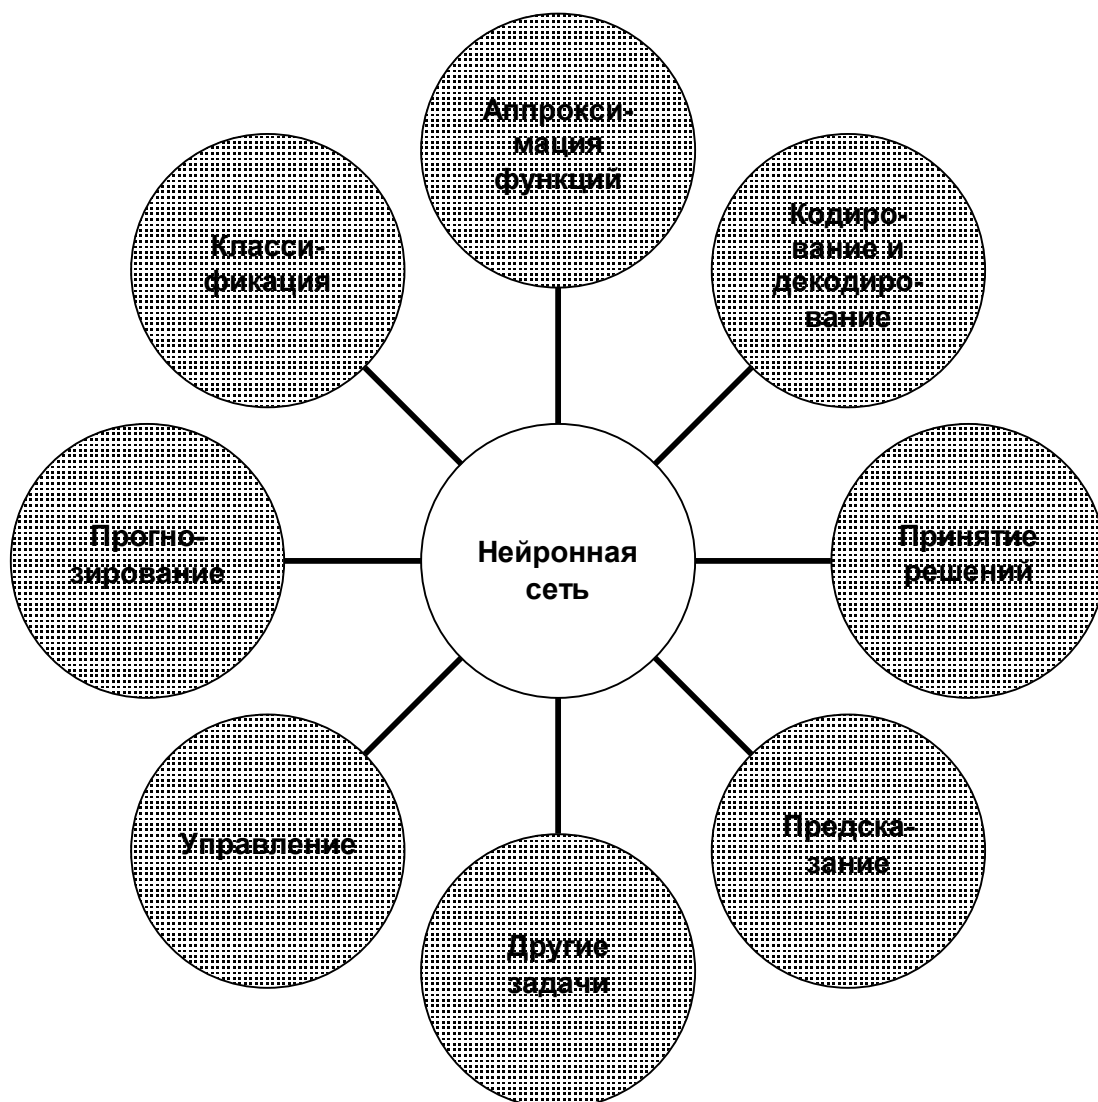 Аппрокси-
мация
функций
Кодиро-
вание и
декодиро-
вание
Класси-
фикация
Прогно-
зирование
Нейронная
сеть
Принятие
решений
Управление
Предска-
зание
Другие
задачи